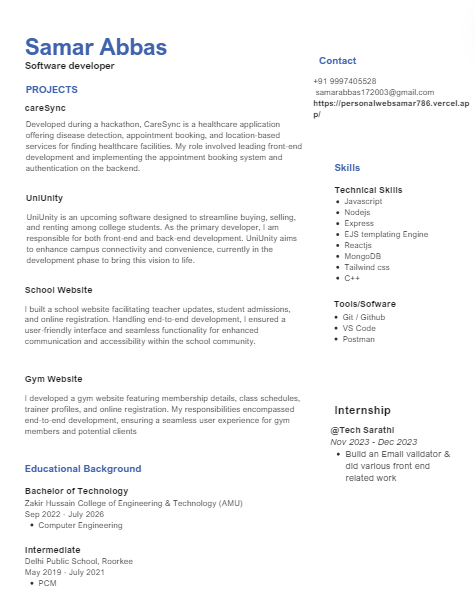 Samar Abbas
Software developer
PROJECTS
careSync
Developed during a hackathon, CareSync is a healthcare application
offering disease detection, appointment booking, and location-based
services for finding healthcare facilities. My role involved leading front-end
development and implementing the appointment booking system and
authentication on the backend.
UniUnity
UniUnity is an upcoming software designed to streamline buying, selling,
and renting among college students. As the primary developer, I am
responsible for both front-end and back-end development. UniUnity aims
to enhance campus connectivity and convenience, currently in the
development phase to bring this vision to life.
School Website
I built a school website facilitating teacher updates, student admissions,
and online registration. Handling end-to-end development, I ensured a
user-friendly interface and seamless functionality for enhanced
communication and accessibility within the school community.
Gym Website
I developed a gym website featuring membership details, class schedules,
trainer profiles, and online registration. My responsibilities encompassed
end-to-end development, ensuring a seamless user experience for gym
members and potential clients
Educational Background
Bachelor of Technology
Zakir Hussain College of Engineering & Technology (AMU)
Sep 2022 - July 2026
• Computer Engineering
Intermediate
Delhi Public School, Roorkee
May 2019 - July 2021
• PCM
Contact
+91 9997405528
samarabbas172003@gmail.com
https://personalwebsamar786.vercel.ap
p/
Skills
Technical Skills
• Javascript
• Nodejs
• Express
• EJS templating Engine
• Reactjs
• MongoDB
• Tailwind css
• C++
Tools/Sofware
• Git / Github
• VS Code
• Postman
Internship
@Tech Sarathi
Nov 2023 - Dec 2023
• Build an Email validator &
did various front end
related work